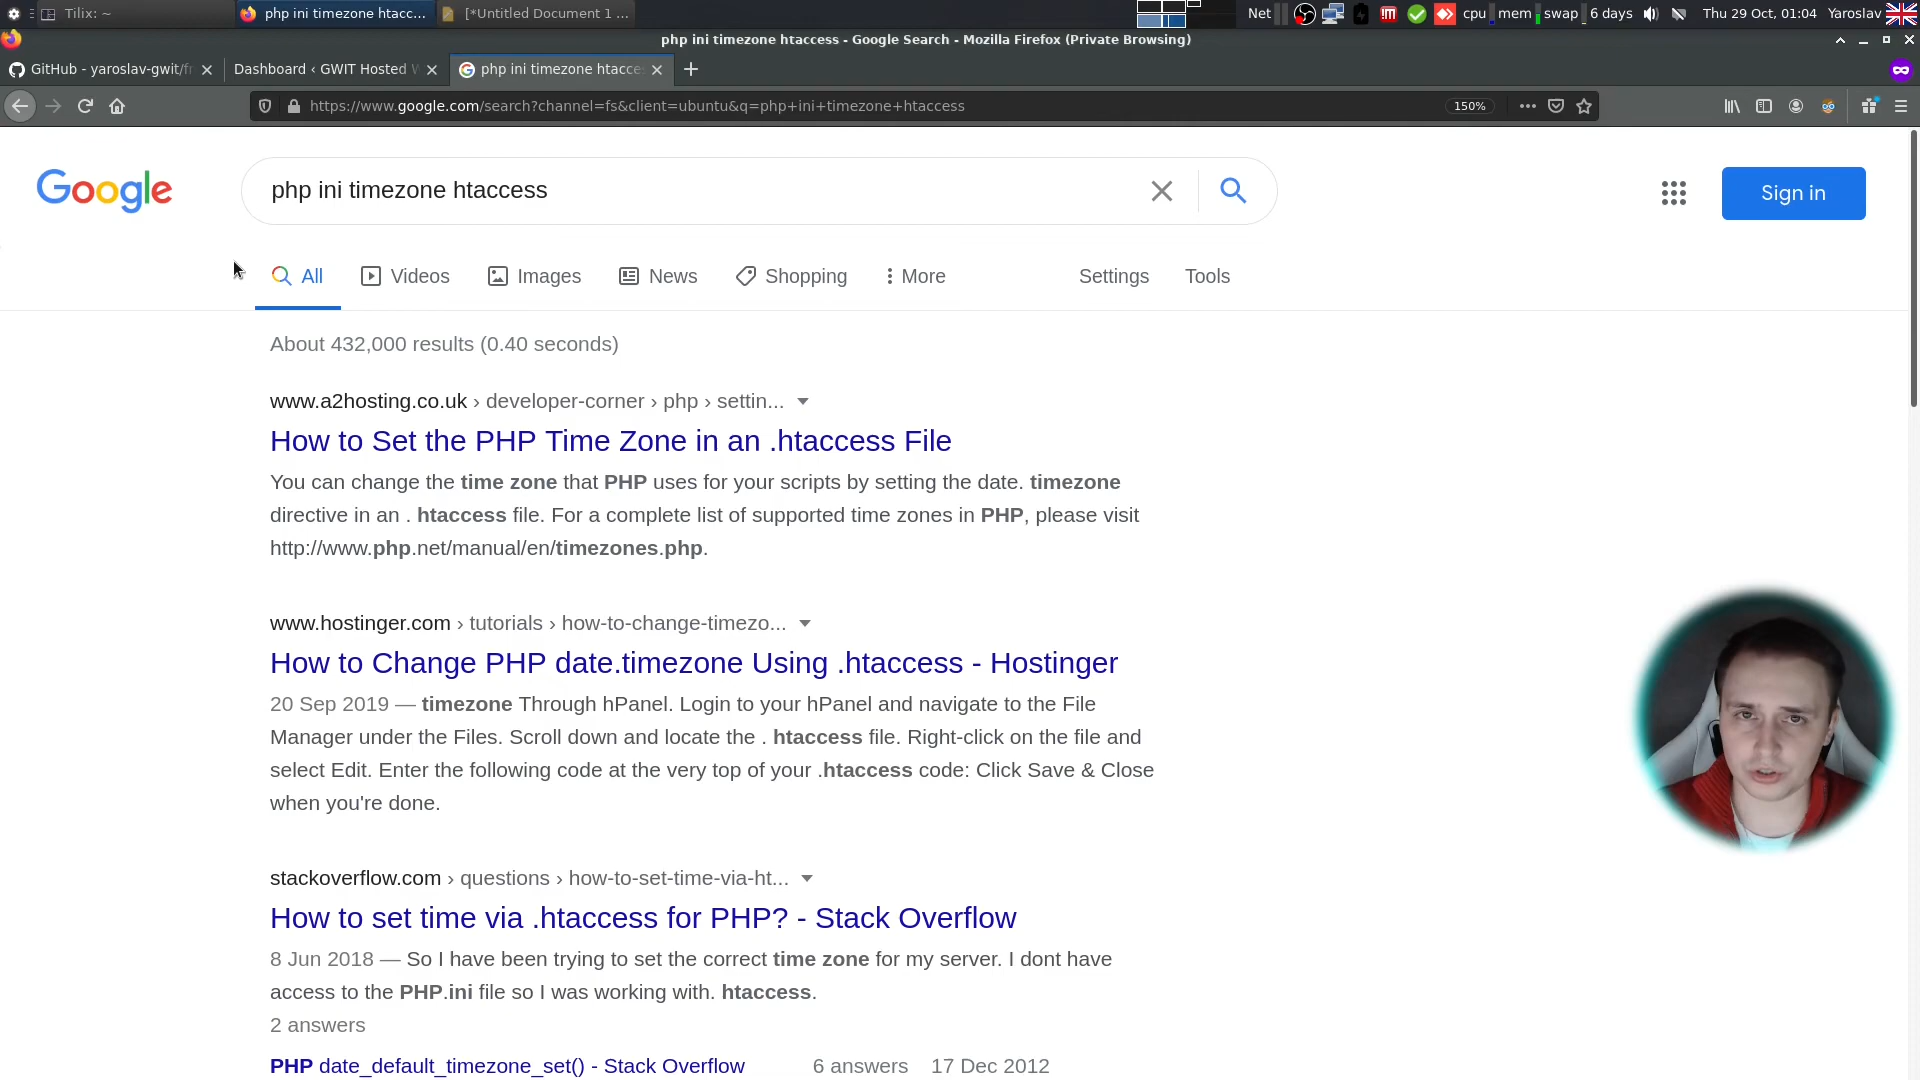 Tilix: ~
php ini timezone htacc...
[*Untitled Document 1 ...
Net
cpu
mem
swap
6 days
Thu 29 Oct, 01:04
Yaroslav
php ini timezone htaccess - Google Search - Mozilla Firefox (Private Browsing)
GitHub - yaroslav-gwit/fr
Dashboard ‹ GWIT Hosted W
php ini timezone htacce
https://www.google.com/search?channel=fs&client=ubuntu&q=php+ini+timezone+htaccess
150%
Google
php ini timezone htaccess
Sign in
All
Videos
Images
News
Shopping
More
Settings
Tools
About 432,000 results (0.40 seconds)
www.a2hosting.co.uk › developer-corner › php › settin...
How to Set the PHP Time Zone in an .htaccess File
You can change the time zone that PHP uses for your scripts by setting the date. timezone
directive in an . htaccess file. For a complete list of supported time zones in PHP, please visit
http://www.php.net/manual/en/timezones.php.
www.hostinger.com › tutorials › how-to-change-timezo...
How to Change PHP date.timezone Using .htaccess - Hostinger
20 Sep 2019 — timezone Through hPanel. Login to your hPanel and navigate to the File
Manager under the Files. Scroll down and locate the . htaccess file. Right-click on the file and
select Edit. Enter the following code at the very top of your .htaccess code: Click Save & Close
when you're done.
stackoverflow.com › questions › how-to-set-time-via-ht...
How to set time via .htaccess for PHP? - Stack Overflow
8 Jun 2018 — So I have been trying to set the correct time zone for my server. I dont have
access to the PHP.ini file so I was working with. htaccess.
2 answers
PHP date_default_timezone_set() - Stack Overflow
6 answers
17 Dec 2012